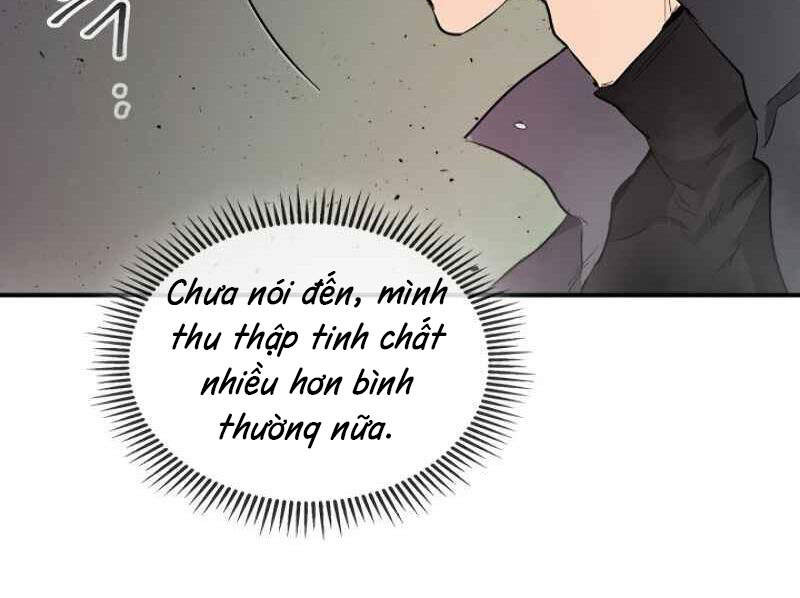 Chưa nói đến, mình
thu thập tinh chất
nhiều hơn bình
thường nữa.